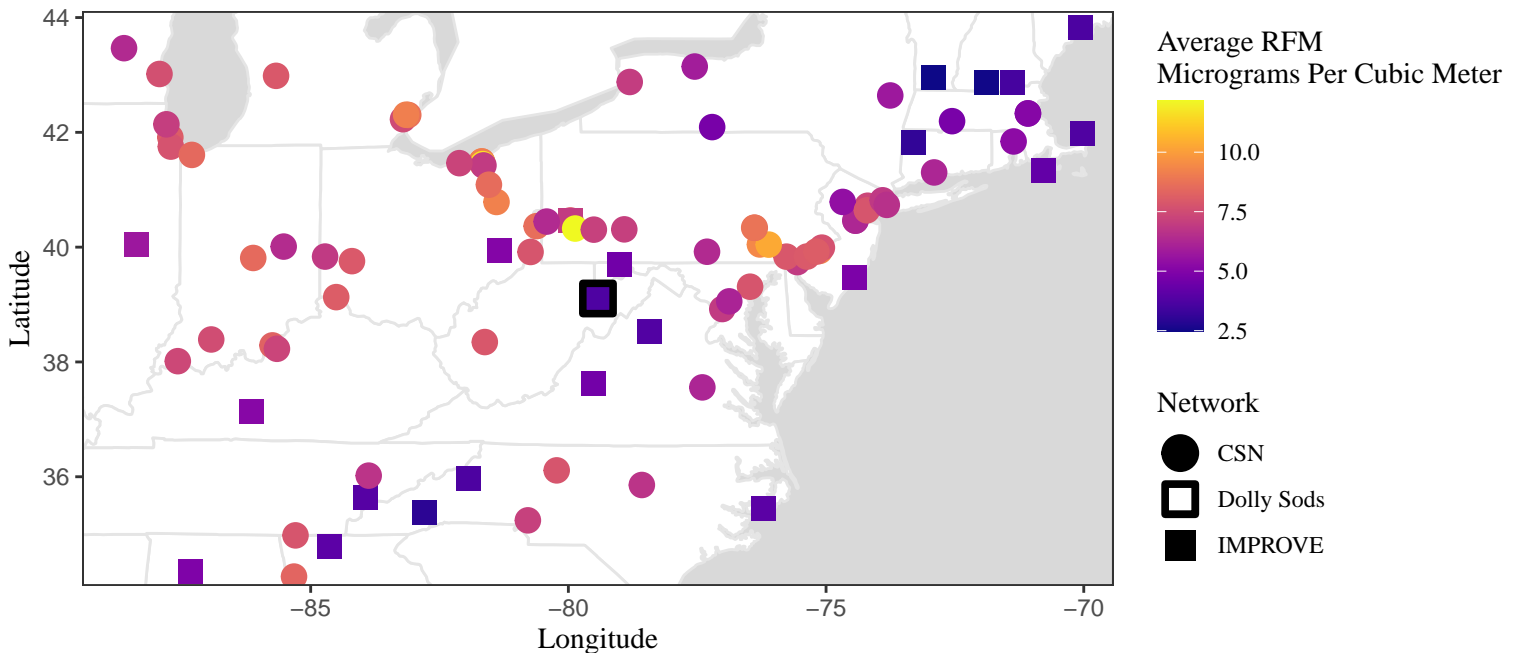 44
42
40
38
36
Latitude
−85
−80
−75
−70
Longitude
Average RFM
Micrograms Per Cubic Meter
10.0
7.5
5.0
2.5
Network
CSN
Dolly Sods
IMPROVE